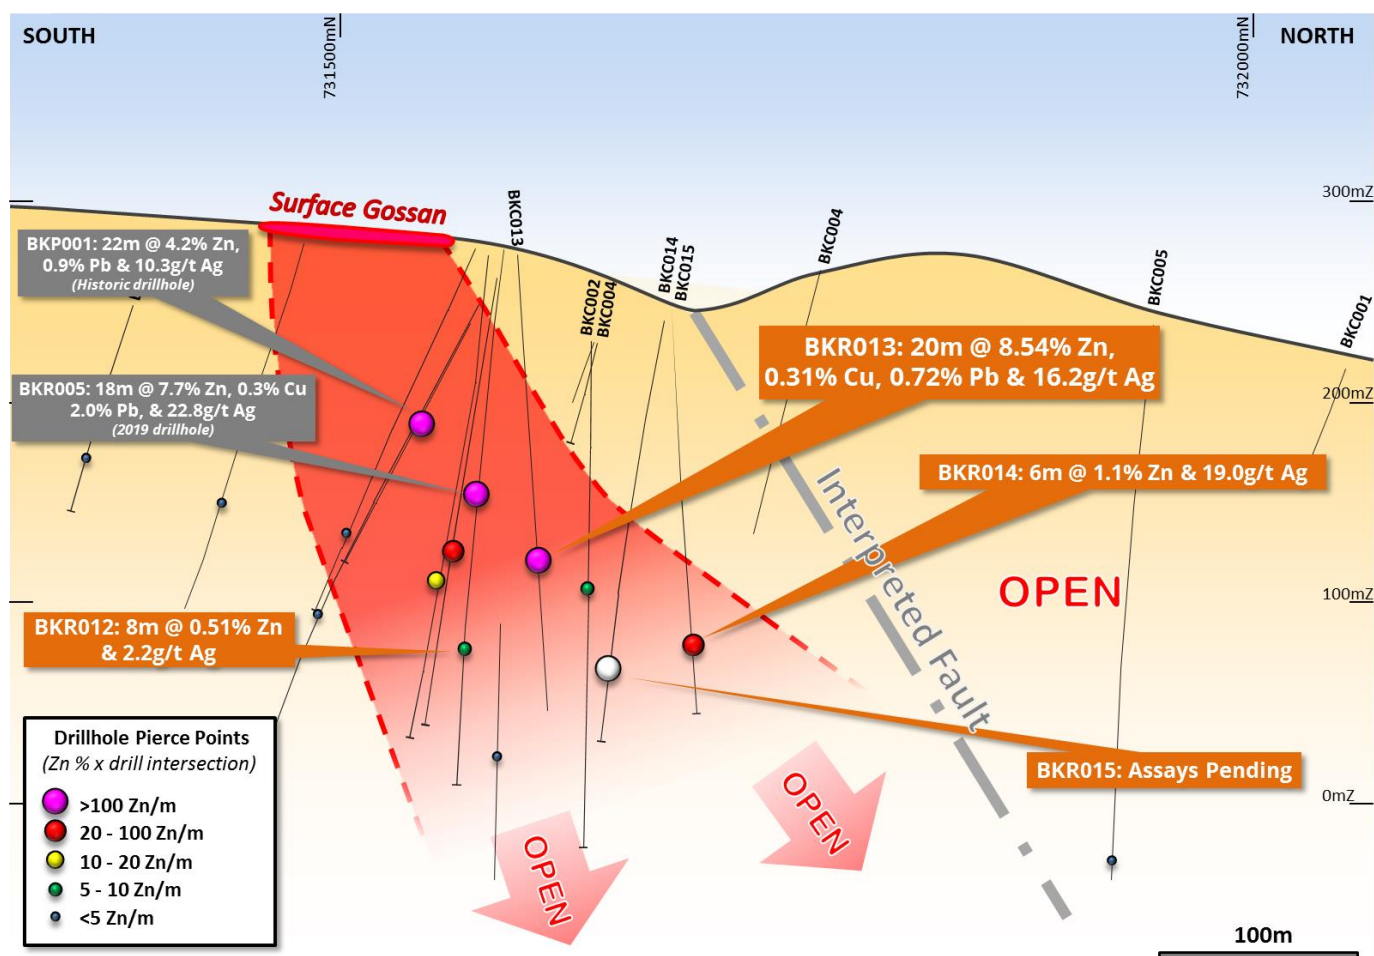 SOUTH
731500mN
732000mN
NORTH
300mZ
Surface Gossan
BKC013
BKC004
BKC014
BKC015
BKC005
BKC002
BKC004
BKC001
BKP001: 22m @ 4.2% Zn,
0.9% Pb & 10.3g/t Ag
(Historic drillhole)
BKR013: 20m @ 8.54% Zn,
0.31% Cu, 0.72% Pb & 16.2g/t Ag
BKR005: 18m @ 7.7% Zn, 0.3% Cu
2.0% Pb, & 22.8g/t Ag
(2019 drillhole)
200mZ
BKR014: 6m @ 1.1% Zn & 19.0g/t Ag
Interpreted Fault
OPEN
100mZ
BKR012: 8m @ 0.51% Zn
& 2.2g/t Ag
BKR015: Assays Pending
0mZ
OPEN
OPEN
Drillhole Pierce Points
(Zn % x drill intersection)
>100 Zn/m
20 - 100 Zn/m
10 - 20 Zn/m
5 - 10 Zn/m
<5 Zn/m
100m